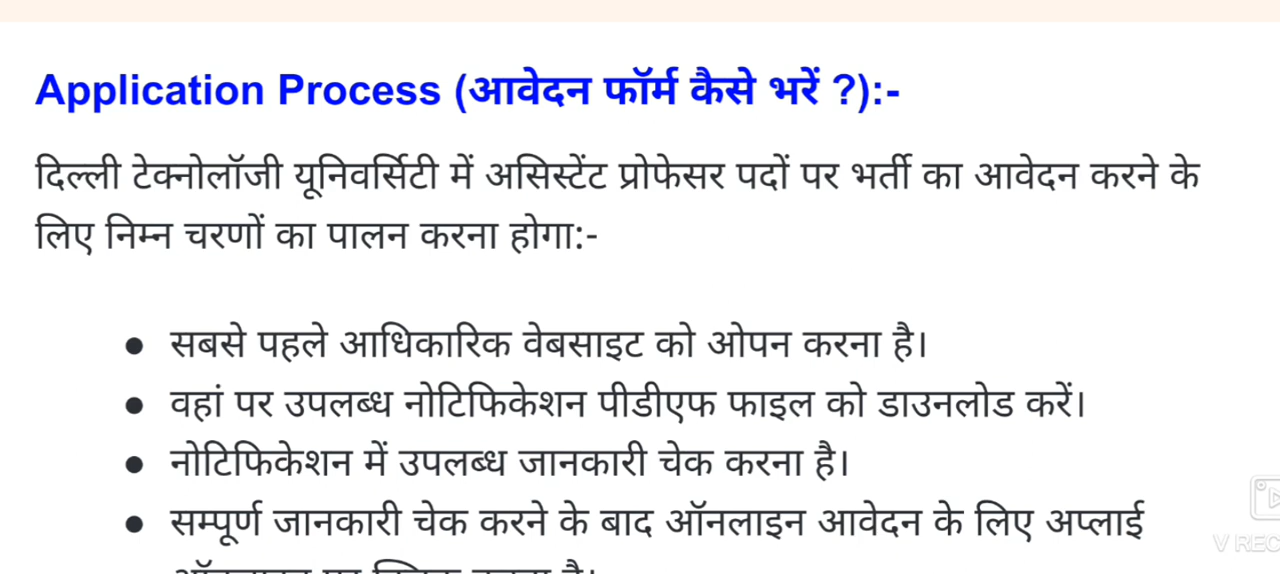 Application Process (आवेदन फॉर्म कैसे भरें ?):-
दिल्ली टेक्नोलॉजी यूनिवर्सिटी में असिस्टेंट प्रोफेसर पदों पर भर्ती का आवेदन करने के
लिए निम्न चरणों का पालन करना होगा:-
● सबसे पहले आधिकारिक वेबसाइट को ओपन करना है।
● वहां पर उपलब्ध नोटिफिकेशन पीडीएफ फाइल को डाउनलोड करें।
● नोटिफिकेशन में उपलब्ध जानकारी चेक करना है।
● सम्पूर्ण जानकारी चेक करने के बाद ऑनलाइन आवेदन के लिए अप्लाई
V REC